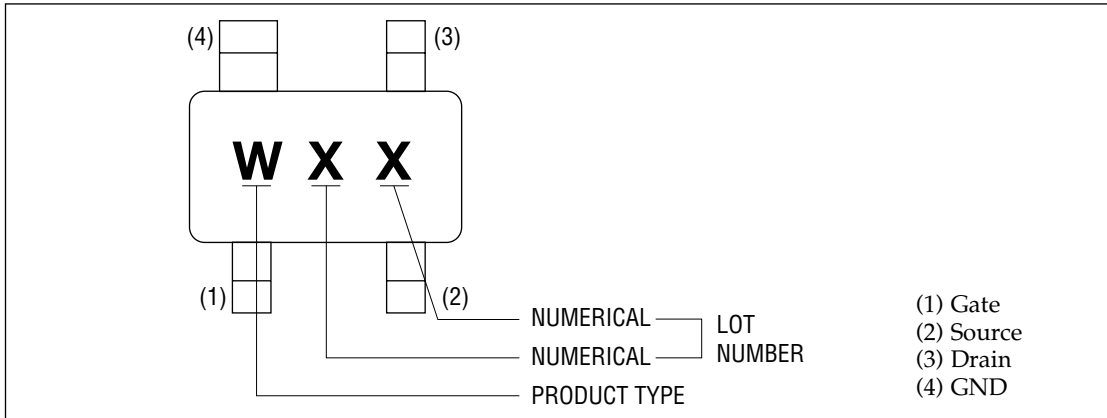 (4)
(3)
W X X
(1)
(2)
NUMERICAL
NUMERICAL
LOT
NUMBER
PRODUCT TYPE
(1) Gate
(2) Source
(3) Drain
(4) GND